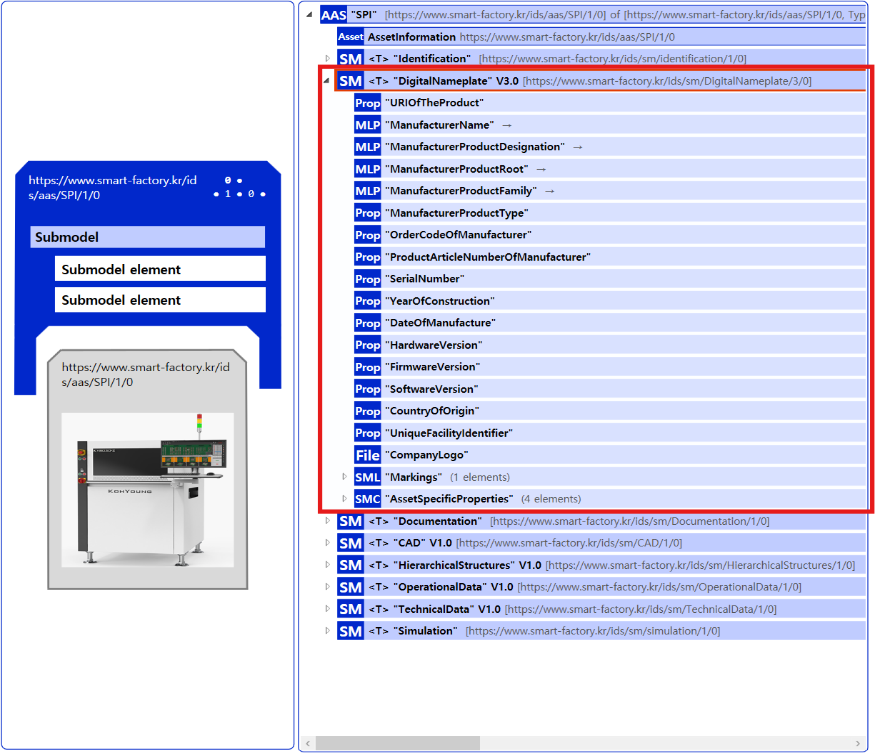 https://www.smart-factory.kr/id
s/aas/SPI/1/0
0
1 0
Submodel
Submodel element
Submodel element
https://www.smart-factory.kr/id
s/aas/SPI/1/0
KOHYOUNG
AAS "SPI" [https://www.smart-factory.kr/ids/aas/SPI/1/0] of [https://www.smart-factory.kr/ids/aas/SPI/1/0, Typ
Asset AssetInformation https://www.smart-factory.kr/ids/aas/SPI/1/0
SM <T> "Identification" [https://www.smart-factory.kr/ids/sm/identification/1/0]
SM <T> "DigitalNameplate" V3.0 [https://www.smart-factory.kr/ids/sm/DigitalNameplate/3/0]
Prop "URIOfTheProduct"
MLP "ManufacturerName" →
MLP "ManufacturerProductDesignation" →
MLP "ManufacturerProductRoot" →
MLP "ManufacturerProductFamily" →
Prop "ManufacturerProductType"
Prop "OrderCodeOfManufacturer"
Prop "ProductArticleNumberOfManufacturer"
Prop "SerialNumber"
Prop "YearOfConstruction"
Prop "DateOfManufacture"
Prop "HardwareVersion"
Prop "FirmwareVersion"
Prop "SoftwareVersion"
Prop "CountryOfOrigin"
Prop "UniqueFacilityIdentifier"
File "CompanyLogo"
SML "Markings" (1 elements)
SMC "AssetSpecificProperties" (4 elements)
SM <T> "Documentation" [https://www.smart-factory.kr/ids/sm/Documentation/1/0]
SM <T> "CAD" V1.0 [https://www.smart-factory.kr/ids/sm/CAD/1/0]
SM <T> "HierarchicalStructures" V1.0 [https://www.smart-factory.kr/ids/sm/HierarchicalStructures/1/0]
SM <T> "OperationalData" V1.0 [https://www.smart-factory.kr/ids/sm/OperationalData/1/0]
SM <T> "TechnicalData" V1.0 [https://www.smart-factory.kr/ids/sm/TechnicalData/1/0]
SM <T> "Simulation" [https://www.smart-factory.kr/ids/sm/simulation/1/0]